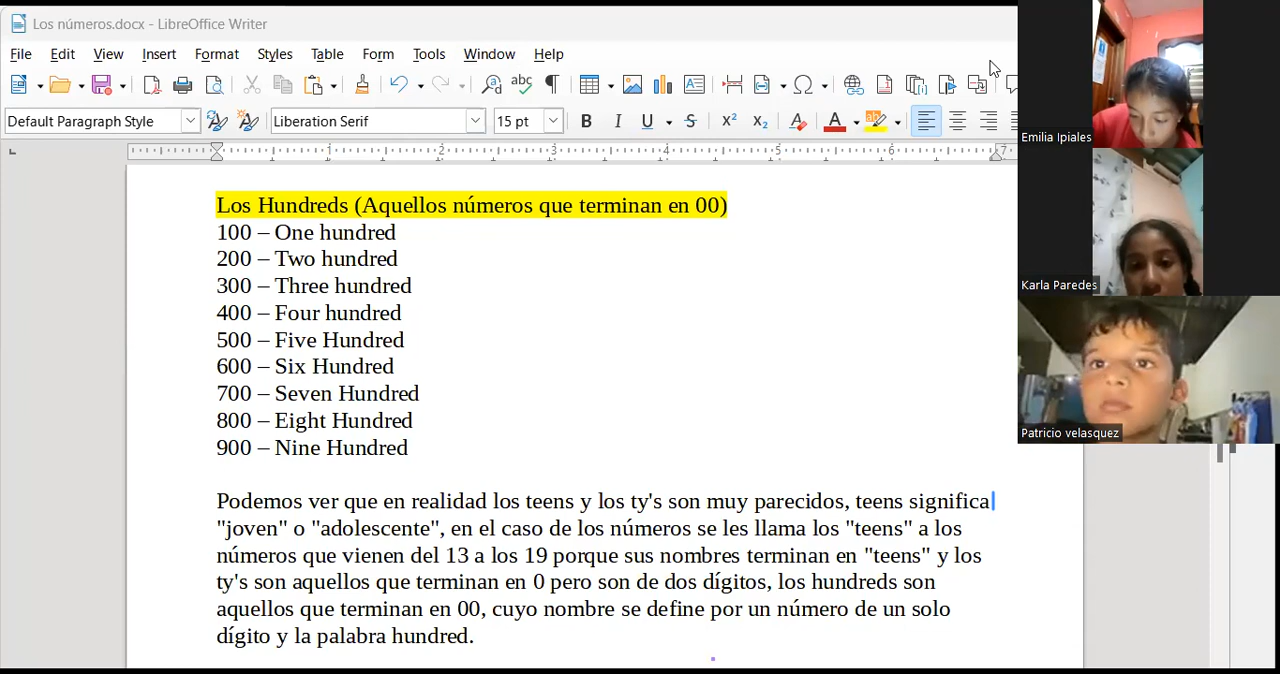 Los números.docx - LibreOffice Writer
File Edit View Insert Format Styles Table Form Tools Window Help
Default Paragraph Style Liberation Serif 15 pt
1 2 3 4 5 6 7
Los Hundreds (Aquellos números que terminan en 00)
100 – One hundred
200 – Two hundred
300 – Three hundred
400 – Four hundred
500 – Five Hundred
600 – Six Hundred
700 – Seven Hundred
800 – Eight Hundred
900 – Nine Hundred
Podemos ver que en realidad los teens y los ty's son muy parecidos, teens significa
"joven" o "adolescente", en el caso de los números se les llama los "teens" a los
números que vienen del 13 a los 19 porque sus nombres terminan en "teens" y los
ty's son aquellos que terminan en 0 pero son de dos dígitos, los hundreds son
aquellos que terminan en 00, cuyo nombre se define por un número de un solo
dígito y la palabra hundred.
Emilia Ipiales
Karla Paredes
Patricio velasquez